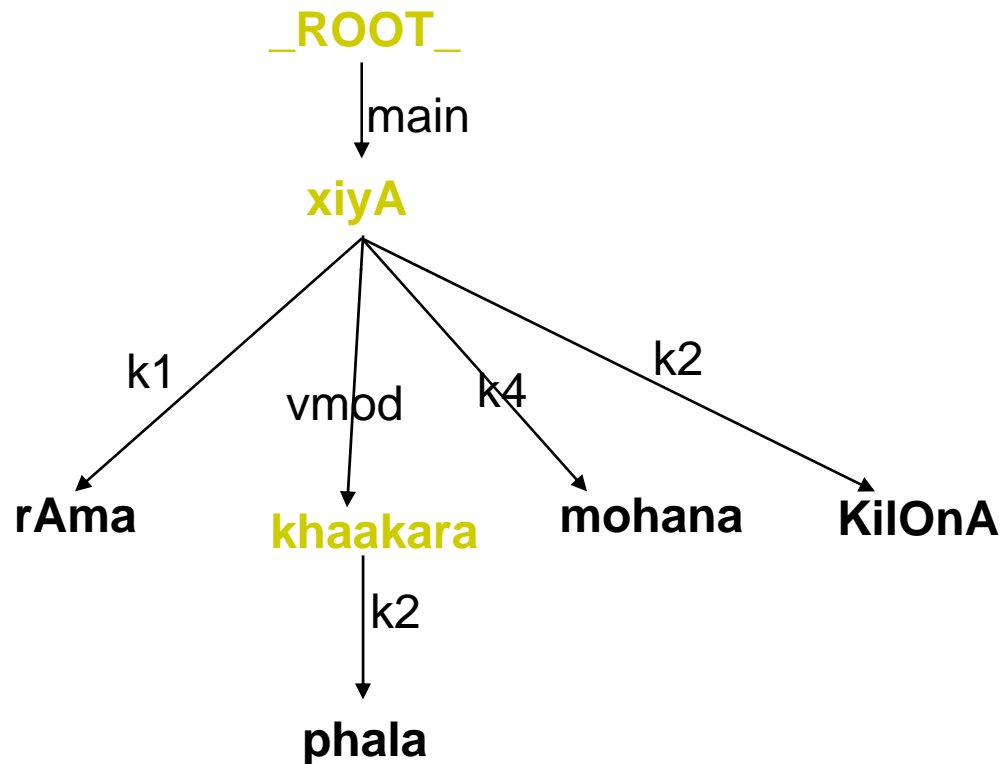 _ROOT_
main
xiyA
k1
vmod
k4
k2
rAma
khaakara
mohana
KilOnA
k2
phala